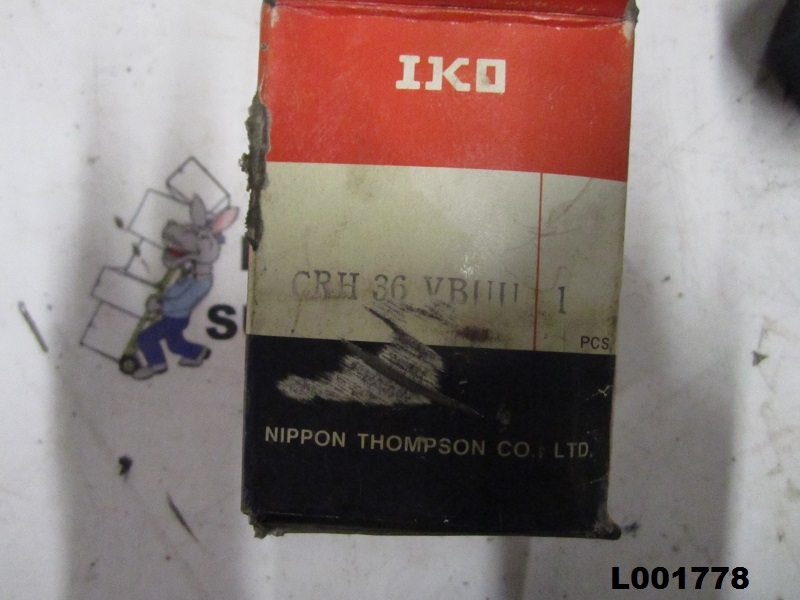 IKO
CRH 36 VBUU 1
PCS
NIPPON THOMPSON CO., LTD.
L001778